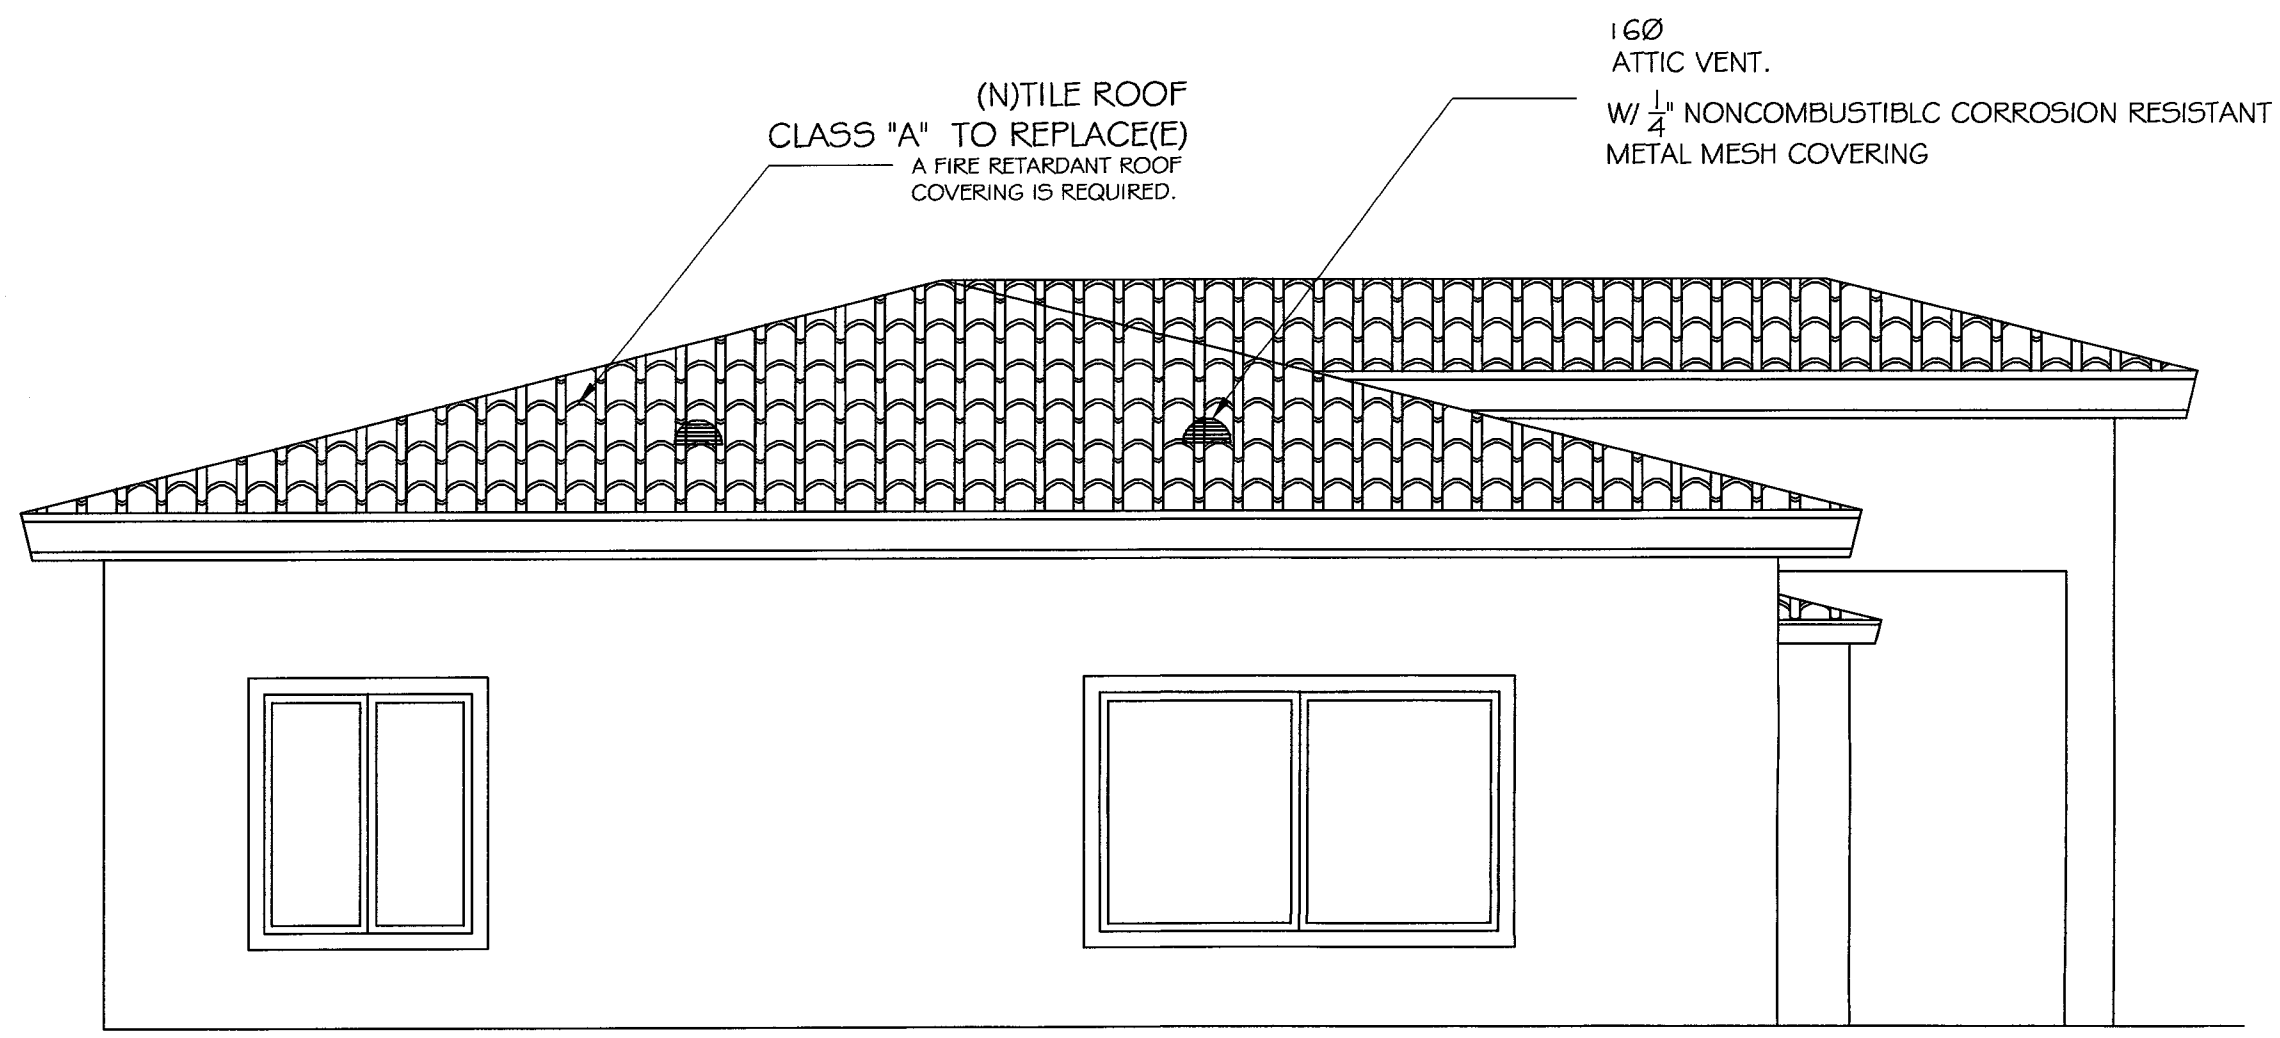 (N)TILE ROOF
CLASS "A" TO REPLACE(E)
A FIRE RETARDANT ROOF
COVERING IS REQUIRED.
16Ø
ATTIC VENT.
W/ 1/4" NONCOMBUSTIBLC CORROSION RESISTANT
METAL MESH COVERING